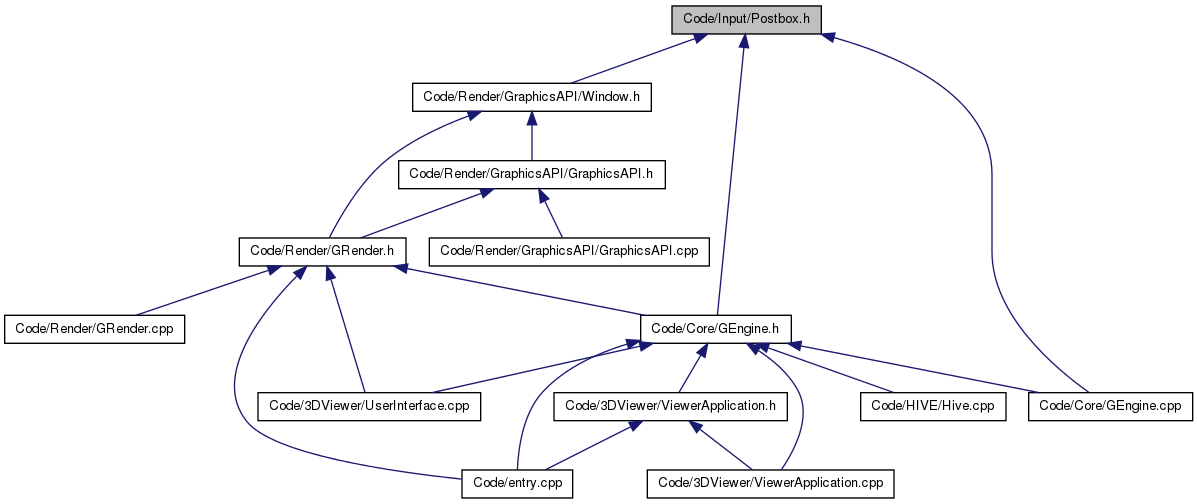 Code/Input/Postbox.h
Code/Render/GraphicsAPI/Window.h
Code/Render/GraphicsAPI/GraphicsAPI.h
Code/Render/GRender.h
Code/Render/GraphicsAPI/GraphicsAPI.cpp
Code/Render/GRender.cpp
Code/Core/GEngine.h
Code/3DViewer/UserInterface.cpp
Code/3DViewer/ViewerApplication.h
Code/HIVE/Hive.cpp
Code/Core/GEngine.cpp
Code/entry.cpp
Code/3DViewer/ViewerApplication.cpp